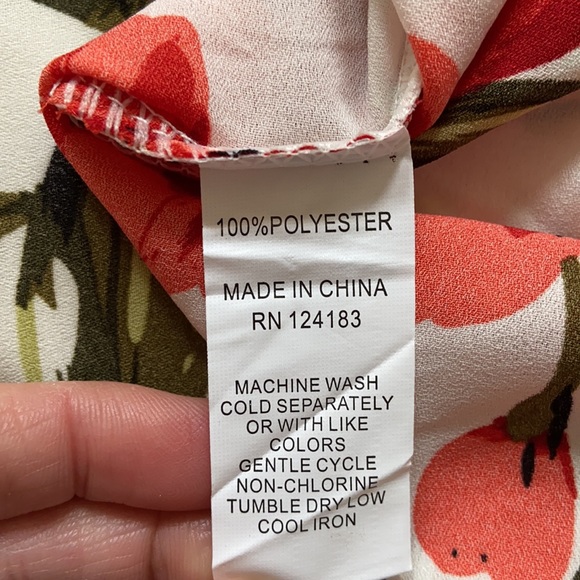 100%POLYESTER
MADE IN CHINA
RN 124183
MACHINE WASH
COLD SEPARATELY
OR WITH LIKE
COLORS
GENTLE CYCLE
NON-CHLORINE
TUMBLE DRY LOW
COOL IRON